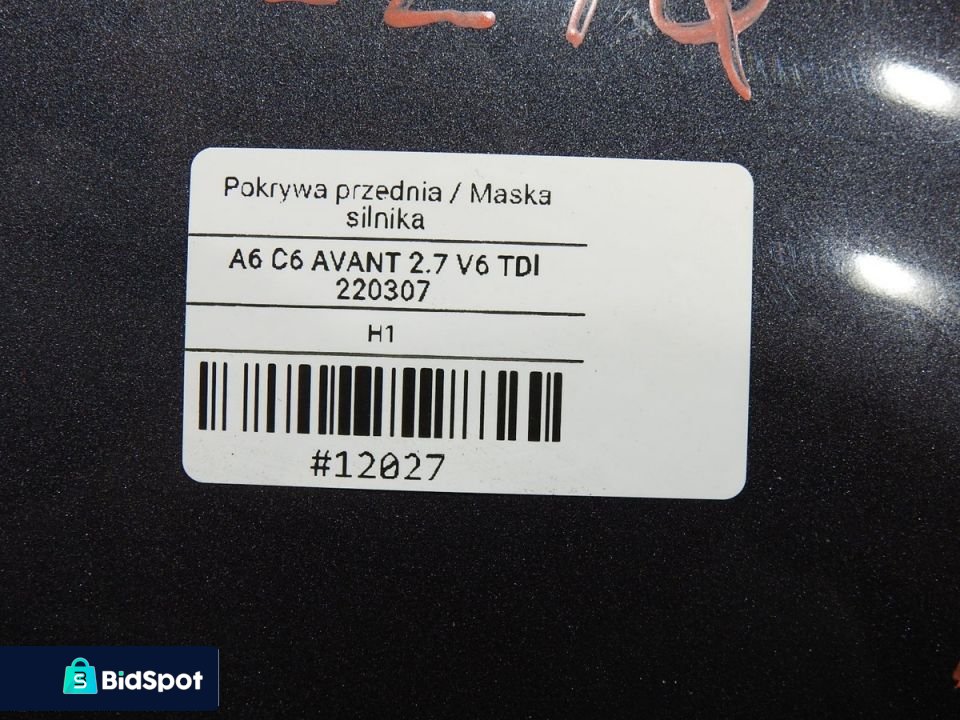 Pokrywa przednia / Maska
silnika
A6 C6 AVANT 2.7 V6 TDI
220307
H1
#12027
BidSpot